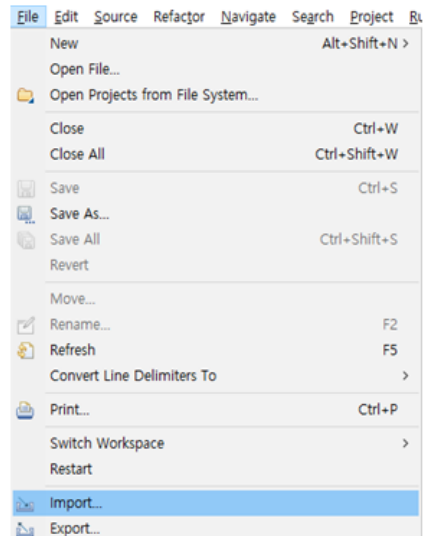 File Edit Source Refactor Navigate Search Project Ru
New Alt+Shift+N >
Open File...
Open Projects from File System...
Close Ctrl+W
Close All Ctrl+Shift+W
Save Ctrl+S
Save As...
Save All Ctrl+Shift+S
Revert
Move...
Rename... F2
Refresh F5
Convert Line Delimiters To >
Print... Ctrl+P
Switch Workspace >
Restart
Import...
Export...